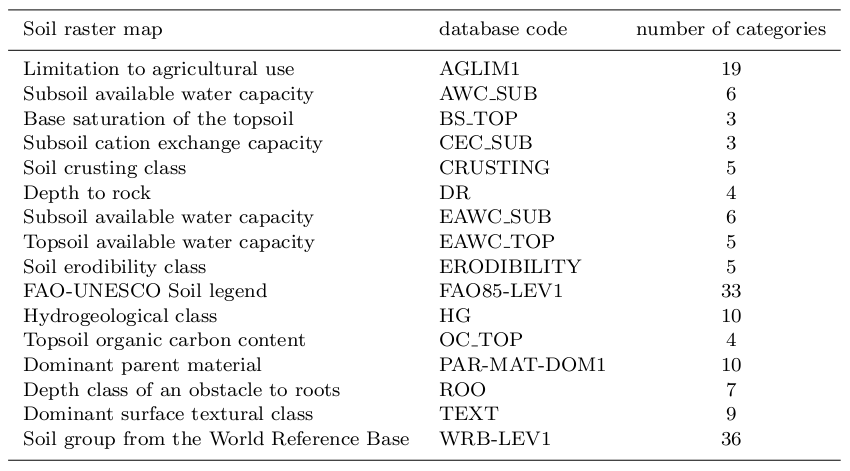 Soil raster map database code number of categories
Limitation to agricultural use AGLIM1 19
Subsoil available water capacity AWC_SUB 6
Base saturation of the topsoil BS_TOP 3
Subsoil cation exchange capacity CEC_SUB 3
Soil crusting class CRUSTING 5
Depth to rock DR 4
Subsoil available water capacity EAWC_SUB 6
Topsoil available water capacity EAWC_TOP 5
Soil erodibility class ERODIBILITY 5
FAO-UNESCO Soil legend FAO85-LEV1 33
Hydrogeological class HG 10
Topsoil organic carbon content OC_TOP 4
Dominant parent material PAR-MAT-DOM1 10
Depth class of an obstacle to roots ROO 7
Dominant surface textural class TEXT 9
Soil group from the World Reference Base WRB-LEV1 36